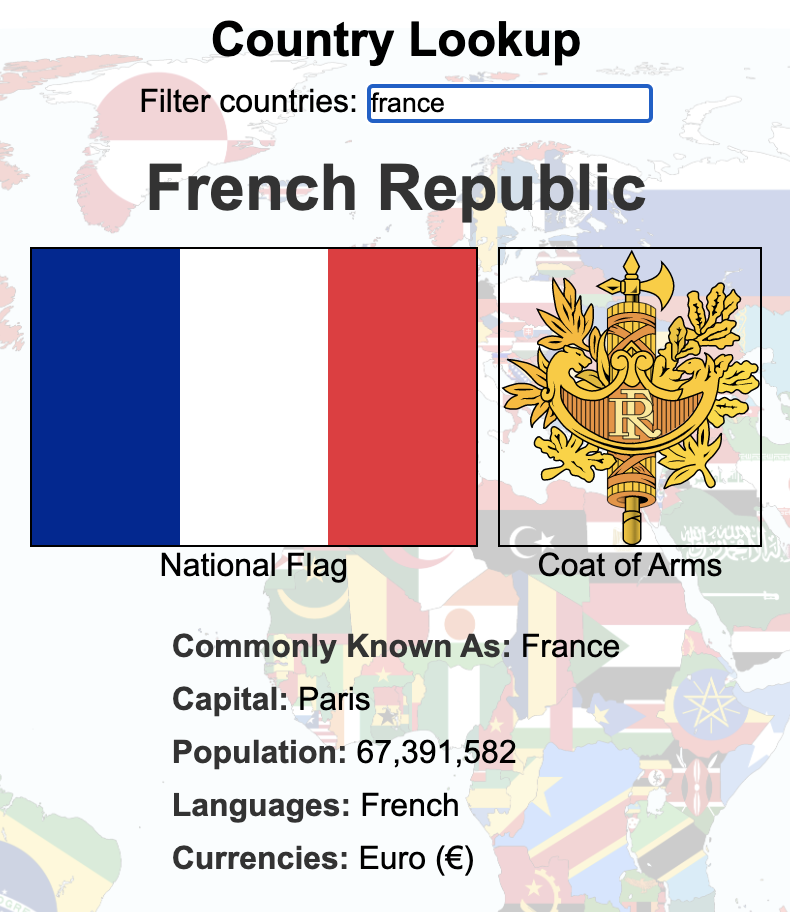 Country Lookup
Filter countries: france
French Republic
RF
National Flag
Coat of Arms
Commonly Known As: France
Capital: Paris
Population: 67,391,582
Languages: French
Currencies: Euro (€)